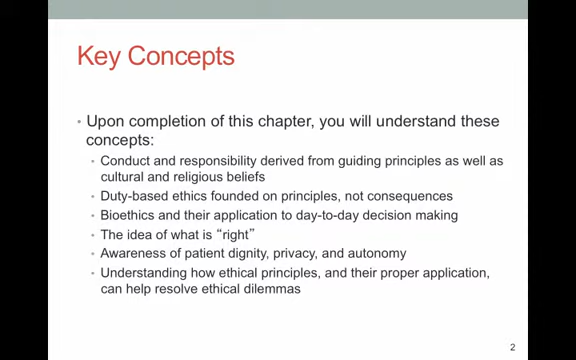 Key Concepts
• Upon completion of this chapter, you will understand these
concepts:
• Conduct and responsibility derived from guiding principles as well as
cultural and religious beliefs
• Duty-based ethics founded on principles, not consequences
• Bioethics and their application to day-to-day decision making
• The idea of what is “right”
• Awareness of patient dignity, privacy, and autonomy
• Understanding how ethical principles, and their proper application,
can help resolve ethical dilemmas
2